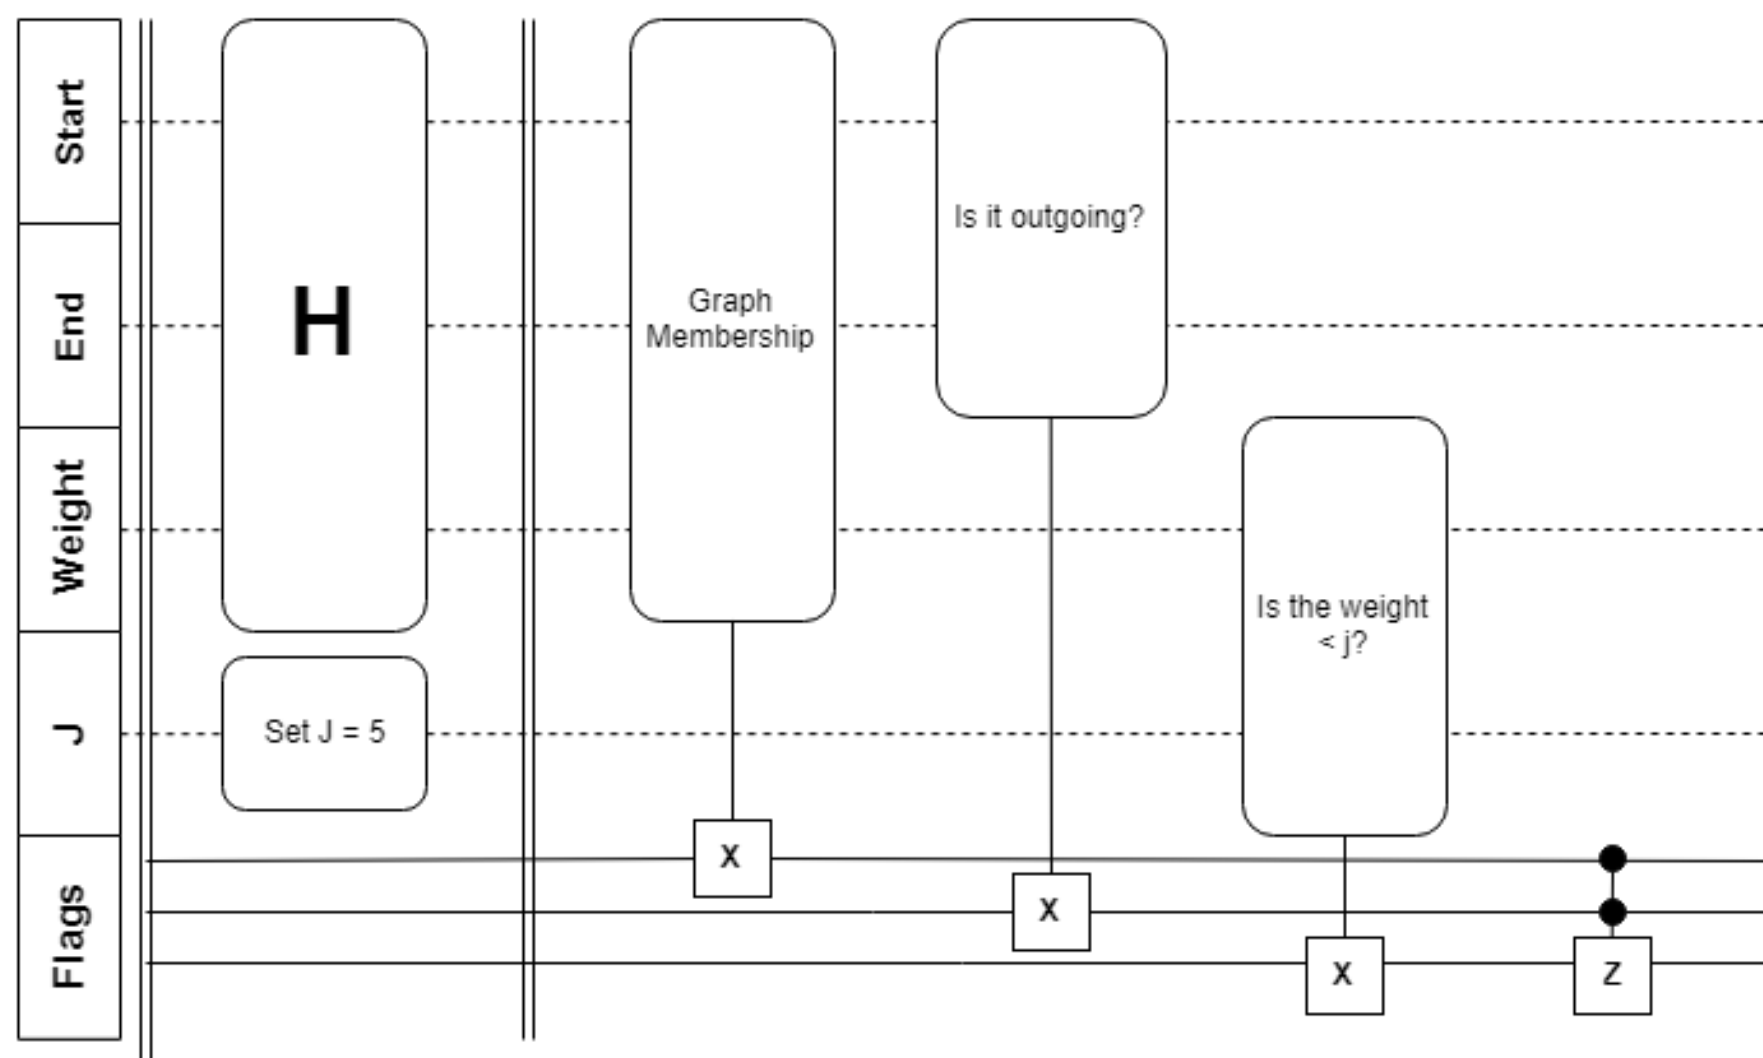 Start
End
Weight
J
Flags
H
Set J = 5
Graph
Membership
Is it outgoing?
Is the weight
< j?
X
X
X
Z